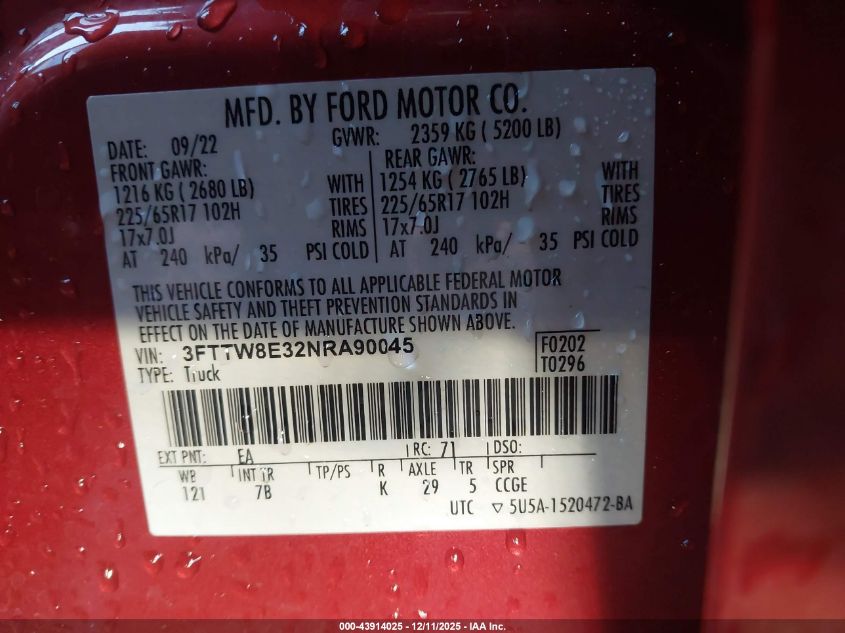 MFD. BY FORD MOTOR CO.
DATE: 09/22 GVWR: 2359 KG ( 5200 LB)
FRONT GAWR: REAR GAWR:
1216 KG ( 2680 LB) WITH 1254 KG ( 2765 LB) WITH
225/65R17 102H TIRES 225/65R17 102H TIRES
17x7.0J RIMS 17x7.0J RIMS
AT 240 kPa/ 35 PSI COLD AT 240 kPa/ 35 PSI COLD
THIS VEHICLE CONFORMS TO ALL APPLICABLE FEDERAL MOTOR
VEHICLE SAFETY AND THEFT PREVENTION STANDARDS IN
EFFECT ON THE DATE OF MANUFACTURE SHOWN ABOVE.
VIN: 3FTTW8E32NRA90045 F0202
TYPE: Truck T0296
EXT PNT: EA RC: 71 DSO:
WB INT TR TP/PS R AXLE TR SPR
121 7B K 29 5 CCGE
UTC ▽ 5U5A-1520472-BA
000-43914025 - 12/11/2025 - IAA Inc.